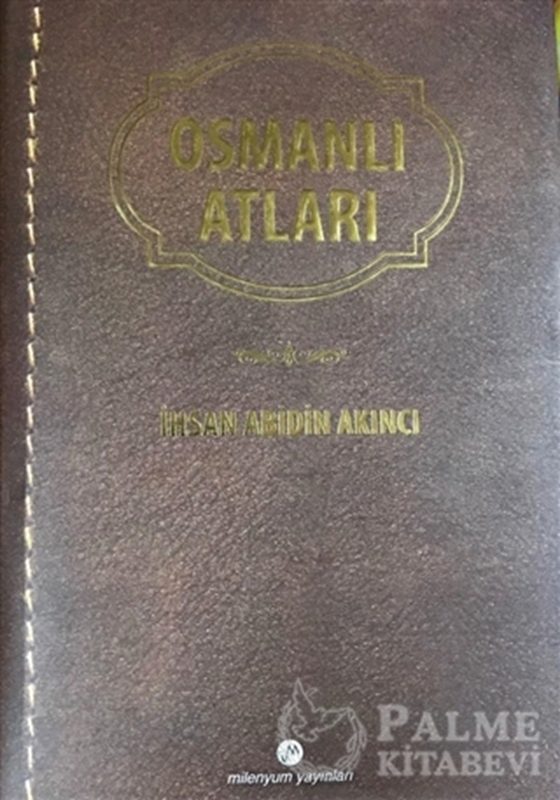 OSMANLI
ATLARI
İHSAN ABİDİN AKINCI
PALME
KİTABEVİ
milenyum yayınları